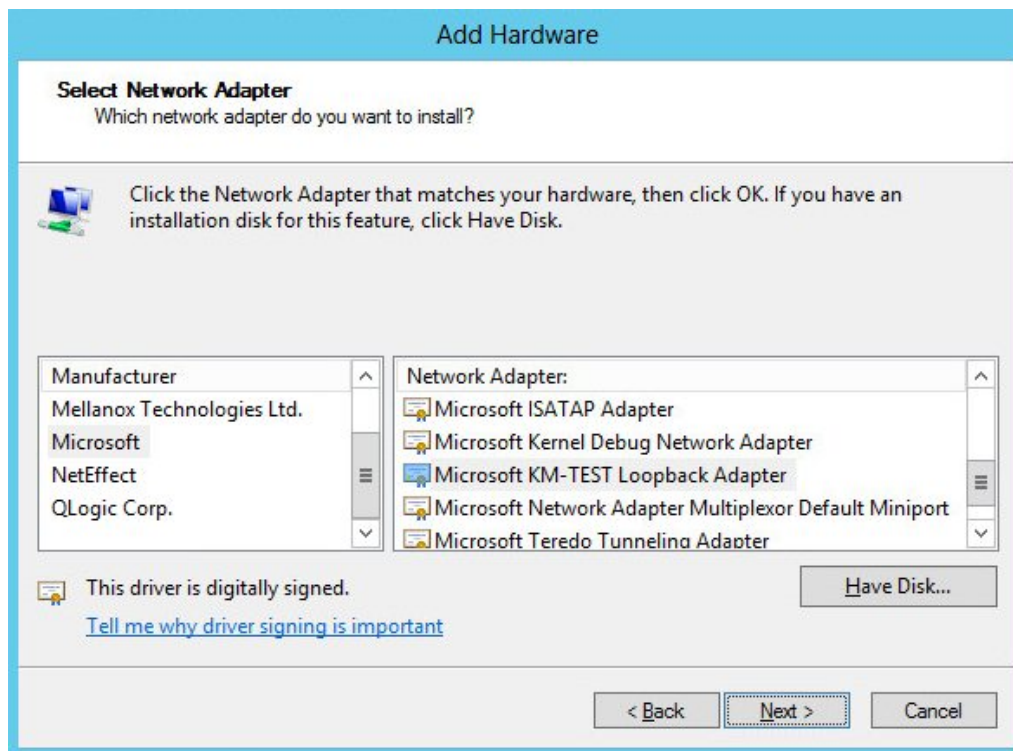 Add Hardware
Select Network Adapter
Which network adapter do you want to install?
Click the Network Adapter that matches your hardware, then click OK. If you have an
installation disk for this feature, click Have Disk.
Manufacturer
Mellanox Technologies Ltd.
Microsoft
NetEffect
QLogic Corp.
Network Adapter:
Microsoft ISATAP Adapter
Microsoft Kernel Debug Network Adapter
Microsoft KM-TEST Loopback Adapter
Microsoft Network Adapter Multiplexor Default Miniport
Microsoft Teredo Tunneling Adapter
This driver is digitally signed.
Tell me why driver signing is important
Have Disk...
< Back
Next >
Cancel